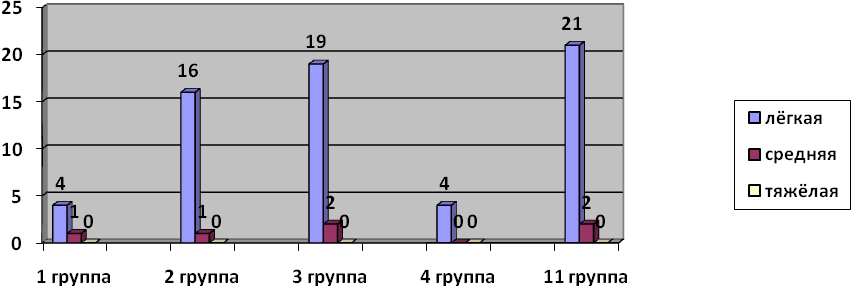 25
20
15
10
5
0
4 1 0
16 1 0
19 2 0
4 0 0
21 2 0
1 группа 2 группа 3 группа 4 группа 11 группа
лёгкая
средняя
тяжёлая